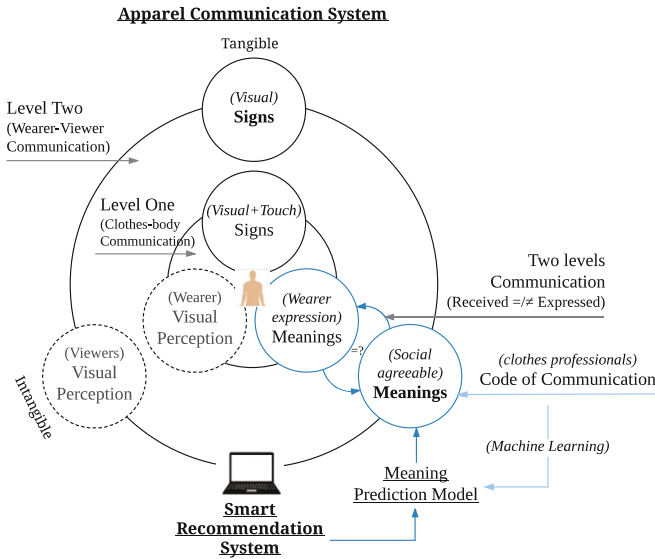 Apparel Communication System
Tangible
(Visual)
Signs
Level Two
(Wearer-Viewer
Communication)
Level One
(Clothes-body
Communication)
(Visual+Touch)
Signs
Two levels
Communication
(Received =/≠ Expressed)
(Wearer)
Visual
Perception
(Wearer
expression)
Meanings
=?
(Viewers)
Visual
Perception
(Social
agreeable)
Meanings
(clothes professionals)
Code of Communication
Intangible
(Machine Learning)
Meaning
Prediction Model
Smart
Recommendation
System